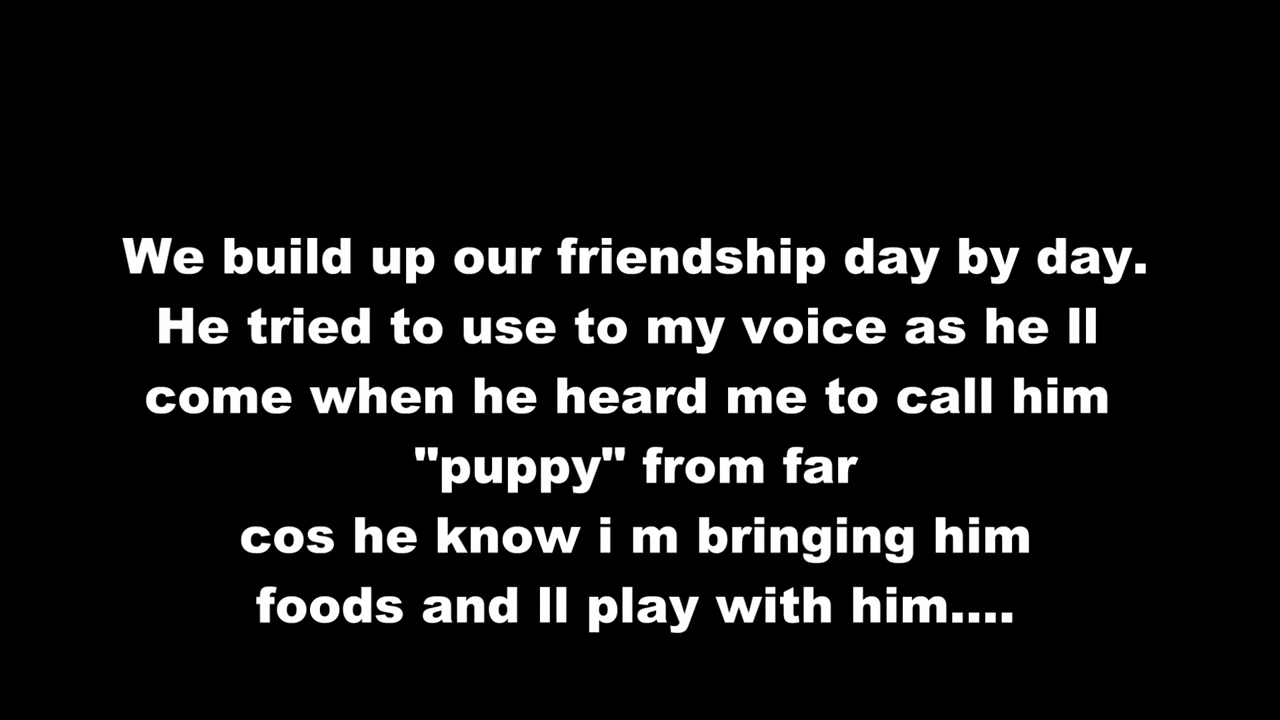 We build up our friendship day by day.
He tried to use to my voice as he ll
come when he heard me to call him
"puppy" from far
cos he know i m bringing him
foods and ll play with him....